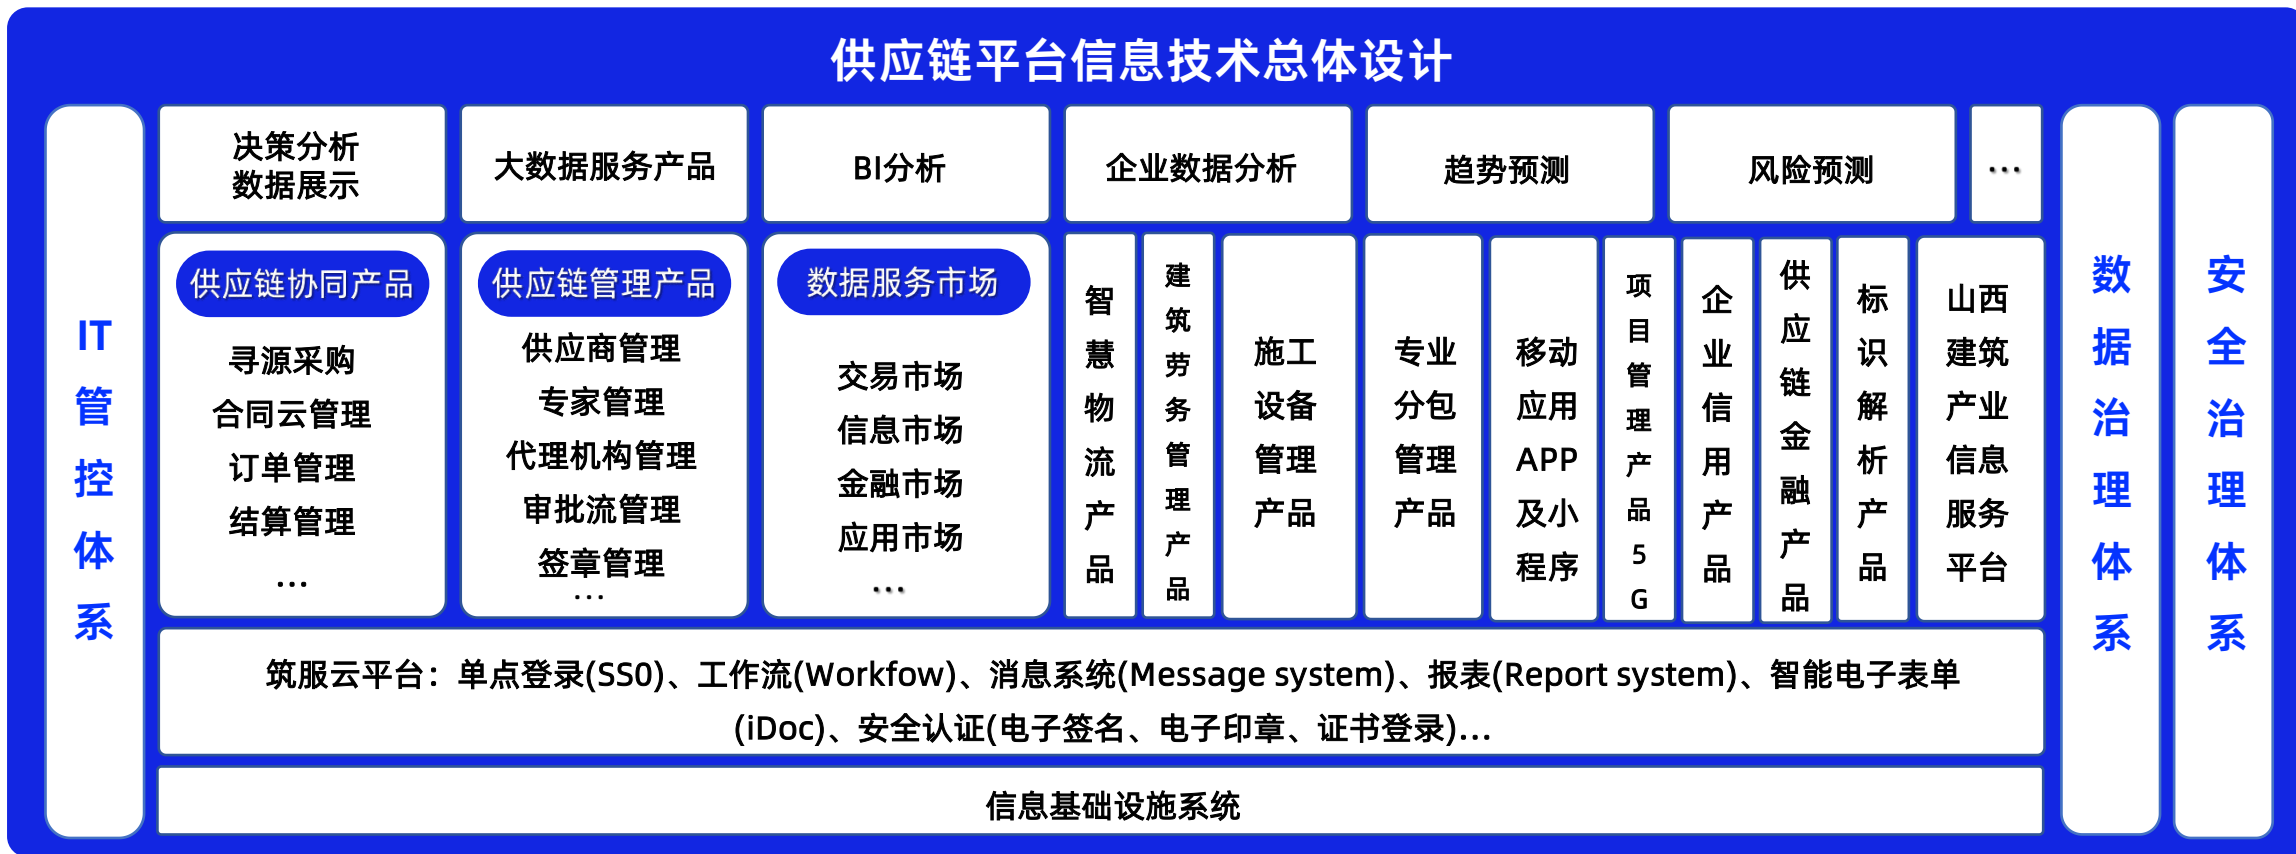 供应链平台信息技术总体设计
IT管控体系
决策分析
数据展示
大数据服务产品
BI分析
企业数据分析
趋势预测
风险预测
...
供应链协同产品
寻源采购
合同云管理
订单管理
结算管理
...
供应链管理产品
供应商管理
专家管理
代理机构管理
审批流管理
签章管理
...
数据服务市场
交易市场
信息市场
金融市场
应用市场
...
智慧物流产品
建筑劳务管理产品
施工
设备
管理
产品
专业
分包
管理
产品
移动
应用
APP
及小
程序
项目管理产品5G
企业信用产品
供应链金融产品
标识解析产品
山西
建筑
产业
信息
服务
平台
筑服云平台：单点登录(SS0)、工作流(Workfow)、消息系统(Message system)、报表(Report system)、智能电子表单
(iDoc)、安全认证(电子签名、电子印章、证书登录)...
信息基础设施系统
数据治理体系
安全治理体系